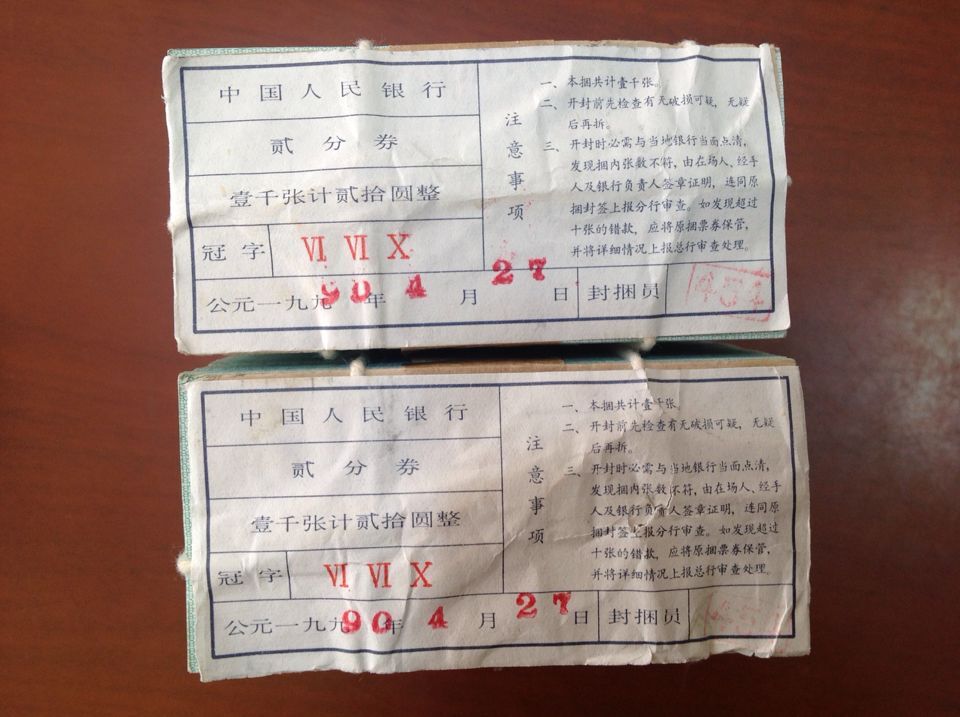 中国人民银行
贰分券
壹千张计贰拾圆整
冠字 Ⅵ Ⅵ Ⅹ
公元一九九 90 年 4 月 27 日 封捆员
注意事项
一、本捆共计壹千张。
二、开封前先检查有无破损可疑，无疑
后再拆。
三、开封时必需与当地银行当面点清，
发现捆内张数不符，由在场人、经手
人及银行负责人签章证明，连同原
捆封签上报分行审查。如发现超过
十张的错款，应将原捆票券保管，
并将详细情况上报总行审查处理。
中国人民银行
贰分券
壹千张计贰拾圆整
冠字 Ⅵ Ⅵ Ⅹ
公元一九九 90 年 4 月 27 日 封捆员
注意事项
一、本捆共计壹千张。
二、开封前先检查有无破损可疑，无疑
后再拆。
三、开封时必需与当地银行当面点清，
发现捆内张数不符，由在场人、经手
人及银行负责人签章证明，连同原
捆封签上报分行审查。如发现超过
十张的错款，应将原捆票券保管，
并将详细情况上报总行审查处理。